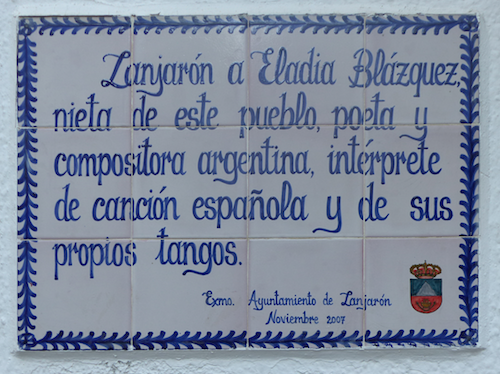 Lanjarón a Eladia Blázquez,
nieta de este pueblo, poeta y
compositora argentina, intérprete
de canción española y de sus
propios tangos.
Exmo. Ayuntamiento de Lanjarón
Noviembre 2007